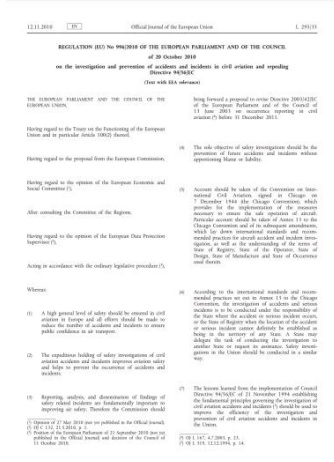 12.11.2010
EN
Official Journal of the European Union
L 295/35
REGULATION (EU) No 996/2010 OF THE EUROPEAN PARLIAMENT AND OF THE COUNCIL
of 20 October 2010
on the investigation and prevention of accidents and incidents in civil aviation and repealing
Directive 94/56/EC
(Text with EEA relevance)
THE EUROPEAN PARLIAMENT AND THE COUNCIL OF THE
EUROPEAN UNION,
Having regard to the Treaty on the Functioning of the European
Union and in particular Article 100(2) thereof,
Having regard to the proposal from the European Commission,
Having regard to the opinion of the European Economic and
Social Committee (¹),
After consulting the Committee of the Regions,
Having regard to the opinion of the European Data Protection
Supervisor (²),
Acting in accordance with the ordinary legislative procedure (³),
Whereas:
(1) A high general level of safety should be ensured in civil
aviation in Europe and all efforts should be made to
reduce the number of accidents and incidents to ensure
public confidence in air transport.
(2) The expeditious holding of safety investigations of civil
aviation accidents and incidents improves aviation safety
and helps to prevent the occurrence of accidents and
incidents.
(3) Reporting, analysis, and dissemination of findings of
safety related incidents are fundamentally important to
improving air safety. Therefore the Commission should
(¹) Opinion of 27 May 2010 (not yet published in the Official Journal).
(²) OJ C 132, 21.5.2010, p. 1.
(³) Position of the European Parliament of 21 September 2010 (not yet
published in the Official Journal) and decision of the Council of
11 October 2010.
being forward a proposal to revise Directive 2003/42/EC
of the European Parliament and of the Council of
13 June 2003 on occurrence reporting in civil
aviation (⁴) before 31 December 2011.
(4) The sole objective of safety investigations should be the
prevention of future accidents and incidents without
apportioning blame or liability.
(5) Account should be taken of the Convention on Inter-
national Civil Aviation, signed in Chicago on
7 December 1944 (the Chicago Convention), which
provides for the implementation of the measures
necessary to ensure the safe operation of aircraft.
Particular account should be taken of Annex 13 to the
Chicago Convention and of its subsequent amendments,
which lay down international standards and recom-
mended practices for aircraft accident and incident inves-
tigation, as well as the understanding of the terms of
State of Registry, State of the Operator, State of
Design, State of Manufacture and State of Occurrence
used therein.
(6) According to the international standards and recom-
mended practices set out in Annex 13 to the Chicago
Convention, the investigation of accidents and serious
incidents is to be conducted under the responsibility of
the State where the accident or serious incident occurs,
or the State of Registry when the location of the accident
or serious incident cannot definitely be established as
being in the territory of any State. A State may
delegate the task of conducting the investigation to
another State or request its assistance. Safety investi-
gations in the Union should be conducted in a similar
way.
(7) The lessons learned from the implementation of Council
Directive 94/56/EC of 21 November 1994 establishing
the fundamental principles governing the investigation of
civil aviation accidents and incidents (⁵) should be used to
improve the efficiency of the investigation and
prevention of civil aviation accidents and incidents in
the Union.
(⁴) OJ L 167, 4.7.2003, p. 23.
(⁵) OJ L 319, 12.12.1994, p. 14.